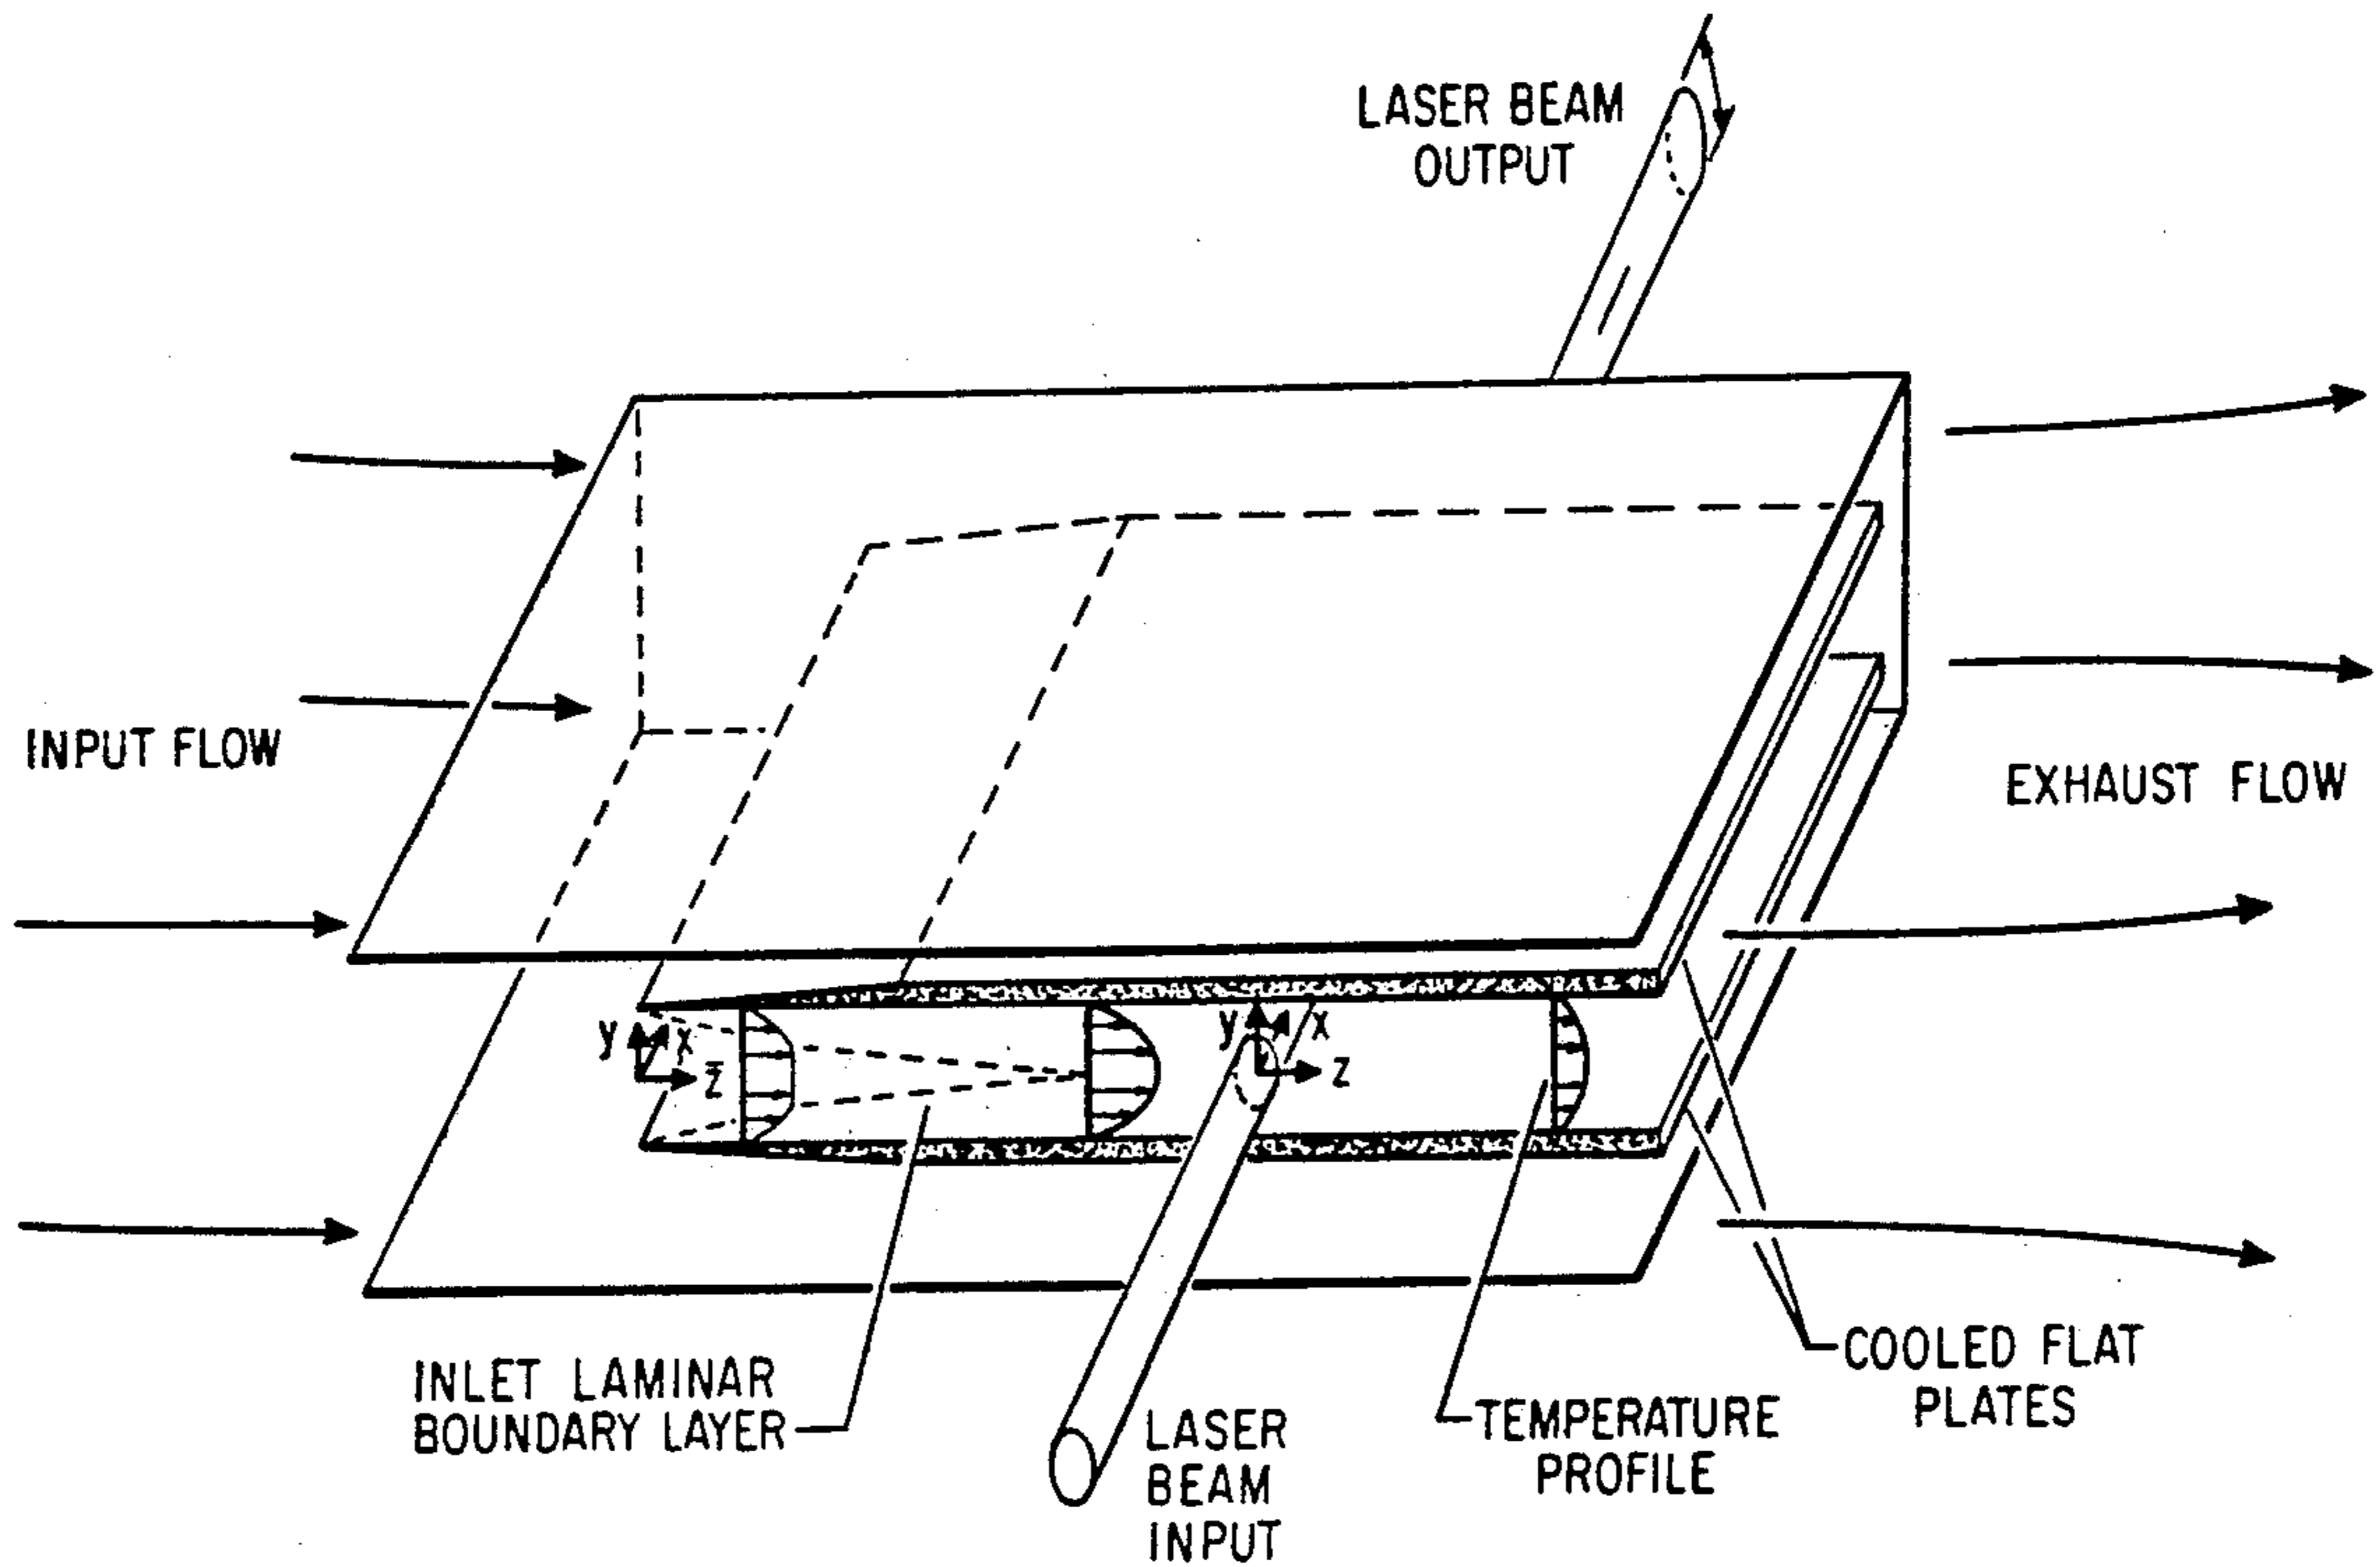 LASER BEAM
OUTPUT
INPUT FLOW
EXHAUST FLOW
y
x
z
y
x
z
INLET LAMINAR
BOUNDARY LAYER
LASER
BEAM
INPUT
TEMPERATURE
PROFILE
COOLED FLAT
PLATES